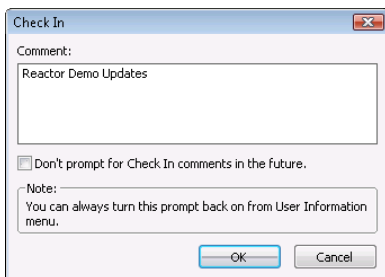 Check In
Comment:
Reactor Demo Updates
Don't prompt for Check In comments in the future.
Note:
You can always turn this prompt back on from User Information
menu.
OK
Cancel